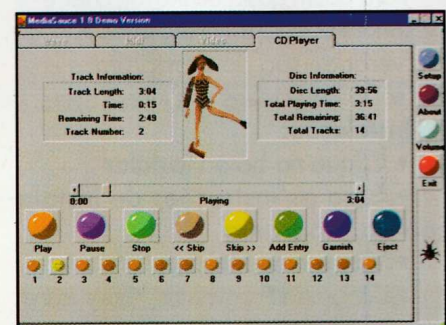 MediaSauce 1.0 Demo Version
Wave
Midi
Video
CD Player
Track Information:
Track Length: 3:04
Time: 0:15
Remaining Time: 2:49
Track Number: 2
Disc Information:
Disc Length: 39:56
Total Playing Time: 3:15
Total Remaining: 36:41
Total Tracks: 14
Setup
About
Volume
Exit
0:00 Playing 3:04
Play Pause Stop << Skip Skip >> Add Entry Garnish Eject
1 2 3 4 5 6 7 8 9 10 11 12 13 14